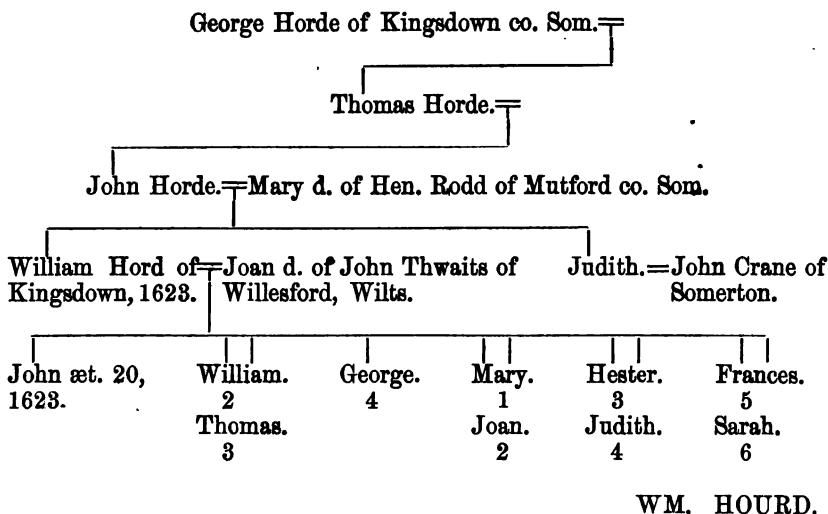 George Horde of Kingsdown co. Som.=
Thomas Horde.=
John Horde.=Mary d. of Hen. Rodd of Mutford co. Som.
William Hord of=Joan d. of John Thwaits of Judith.=John Crane of
Kingsdown, 1623. Willesford, Wilts. Somerton.
John æt. 20, William. George. Mary. Hester. Frances.
1623. 2 4 1 3 5
Thomas. Joan. Judith. Sarah.
3 2 4 6
WM. HOURD.